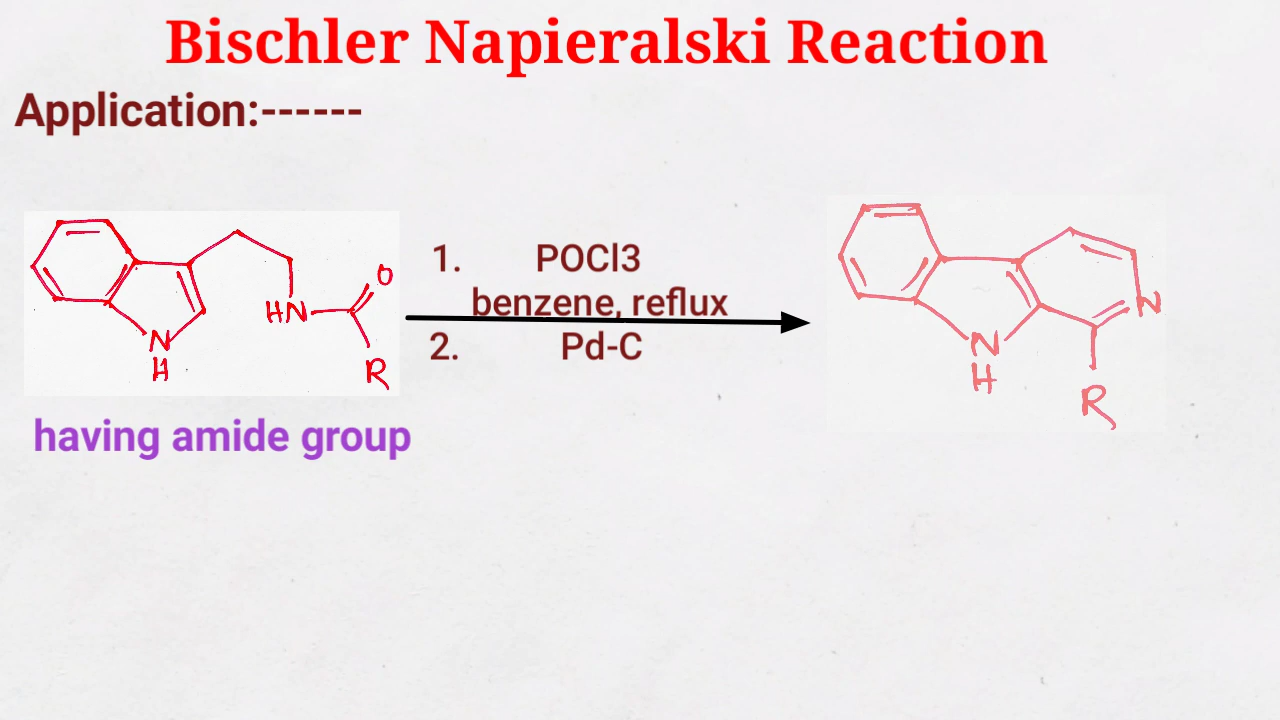 Bischler Napieralski Reaction
Application:------
1. POCl3
benzene, reflux
2. Pd-C
N
H
HN
O
R
having amide group
N
H
N
R